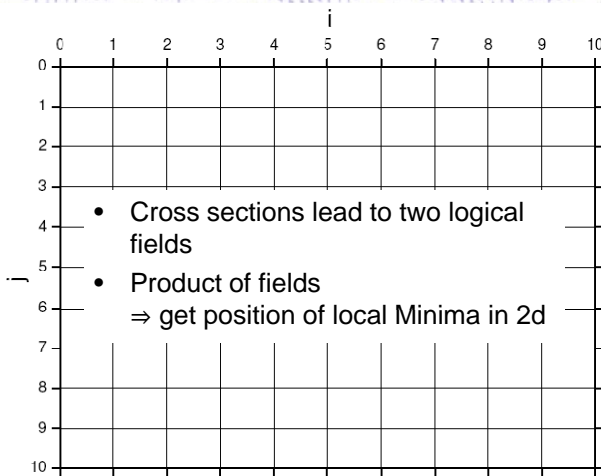 i
0 1 2 3 4 5 6 7 8 9 10
0
1
2
3
• Cross sections lead to two logical
4
fields
5
j
• Product of fields
6
⇒ get position of local Minima in 2d
7
8
9
10